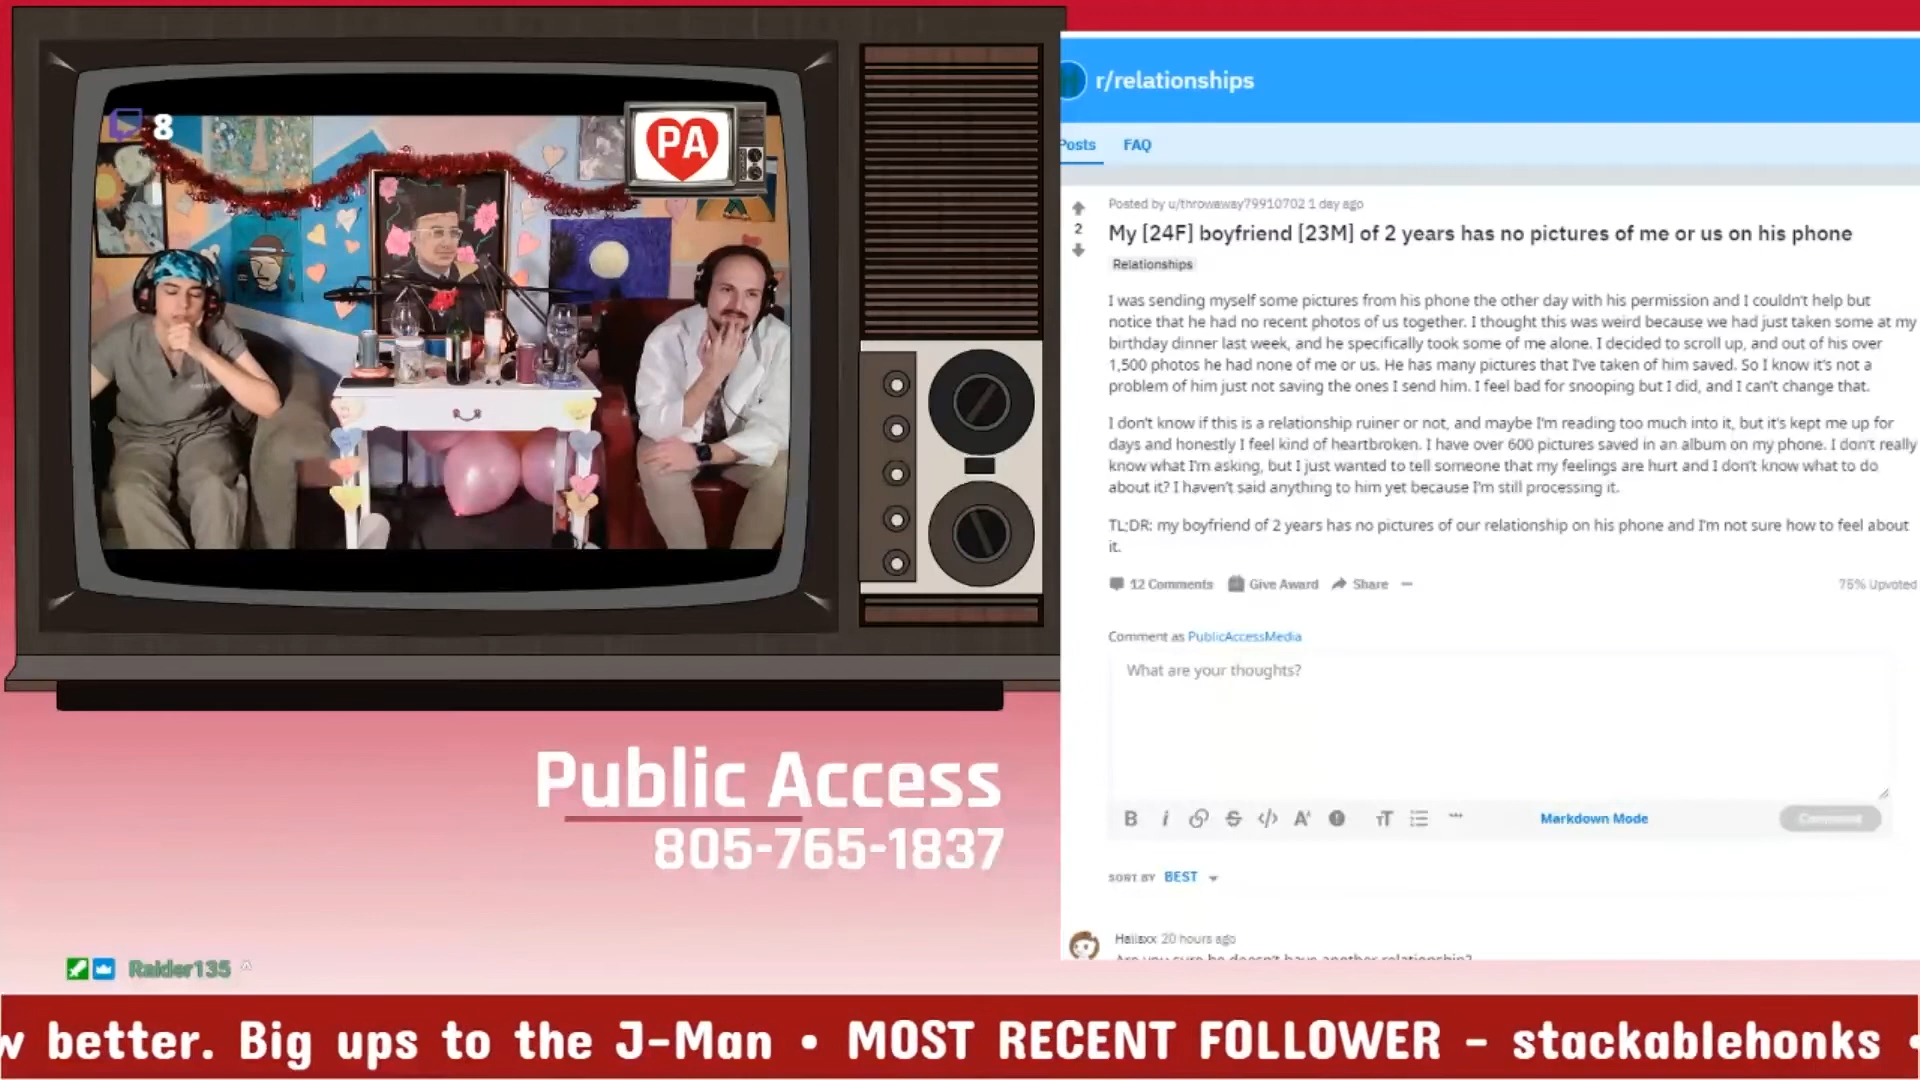 8
PA
r/relationships
Posts
FAQ
Posted by u/throwaway79910702 1 day ago
2
My [24F] boyfriend [23M] of 2 years has no pictures of me or us on his phone
Relationships
I was sending myself some pictures from his phone the other day with his permission and I couldn't help but
notice that he had no recent photos of us together. I thought this was weird because we had just taken some at my
birthday dinner last week, and he specifically took some of me alone. I decided to scroll up, and out of his over
1,500 photos he had none of me or us. He has many pictures that I've taken of him saved. So I know it's not a
problem of him just not saving the ones I send him. I feel bad for snooping but I did, and I can't change that.
I don't know if this is a relationship ruiner or not, and maybe I'm reading too much into it, but it's kept me up for
days and honestly I feel kind of heartbroken. I have over 600 pictures saved in an album on my phone. I don't really
know what I'm asking, but I just wanted to tell someone that my feelings are hurt and I don't know what to do
about it? I haven't said anything to him yet because I'm still processing it.
TL;DR: my boyfriend of 2 years has no pictures of our relationship on his phone and I'm not sure how to feel about
it.
12 Comments Give Award Share
75% Upvoted
Comment as PublicAccessMedia
What are your thoughts?
Markdown Mode
Comment
SORT BY BEST
20 hours ago
Are you sure he doesn't have another relationship?
Public Access
805-765-1837
Raider135 ^
w better. Big ups to the J-Man • MOST RECENT FOLLOWER - stackablehonks •